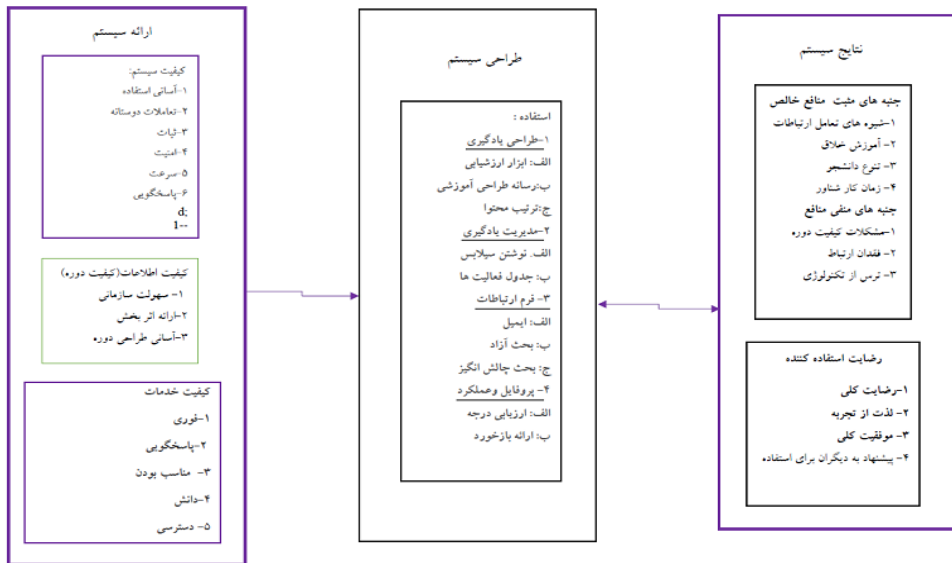 ارائه سیستم
کیفیت سیستم:
۱-آسانی استفاده
۲-تعاملات دوستانه
۳-ثبات
۴-امنیت
۵-سرعت
۶-پاسخگویی
d;
1--
کیفیت اطلاعات(کیفیت دوره)
۱- سهولت سازمانی
۲-ارائه اثر بخش
۳-آسانی طراحی دوره
کیفیت خدمات
۱-فوری
۲-پاسخگویی
۳- مناسب بودن
۴-دانش
۵- دسترسی
طراحی سیستم
استفاده :
۱-طراحی یادگیری
الف: ابزار ارزشیابی
ب:رسانه طراحی آموزشی
ج:ترتیب محتوا
۲-مدیریت یادگیری
الف. نوشتن سیلابس
ب: جدول فعالیت ها
۳- فرم ارتباطات
الف: ایمیل
ب: بحث آزاد
ج: بحث چالش انگیز
۴- پروفایل وعملکرد
الف: ارزیابی درجه
ب: ارائه بازخورد
نتایج سیستم
جنبه های مثبت منافع خالص
۱-شیوه های تعامل ارتباطات
۲- آموزش خلاق
۳- تنوع دانشجو
۴- زمان کار شناور
جنبه های منفی منافع
۱-مشکلات کیفیت دوره
۲- فقدان ارتباط
۳- ترس از تکنولوژی
رضایت استفاده کننده
۱-رضایت کلی
۲- لذت از تجربه
۳- موفقیت کلی
۴- پیشنهاد به دیگران برای استفاده